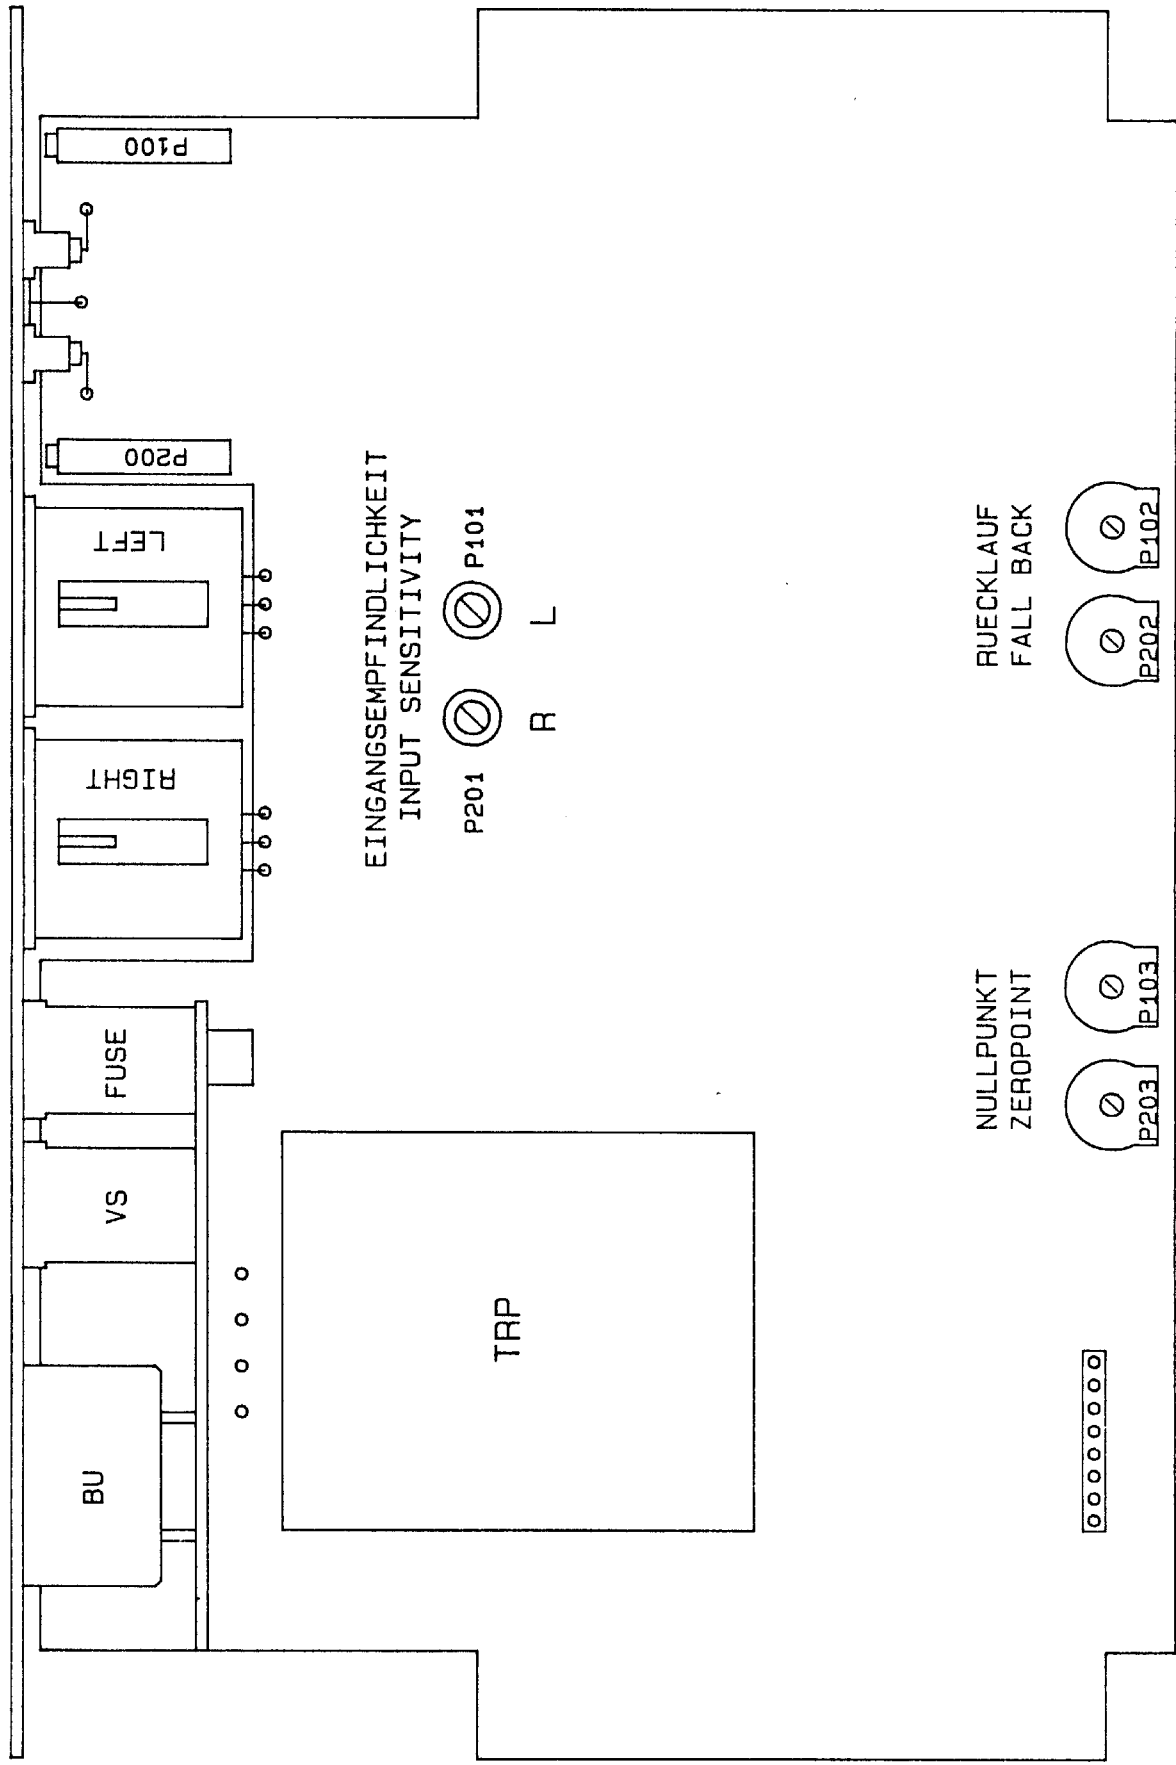 BU
VS
FUSE
RIGHT
LEFT
P200
P100
EINGANGSEMPFINDLICHKEIT
INPUT SENSITIVITY
P201
P101
R
L
TRP
NULLPUNKT
ZEROPOINT
P203
P103
RUECKLAUF
FALL BACK
P202
P102